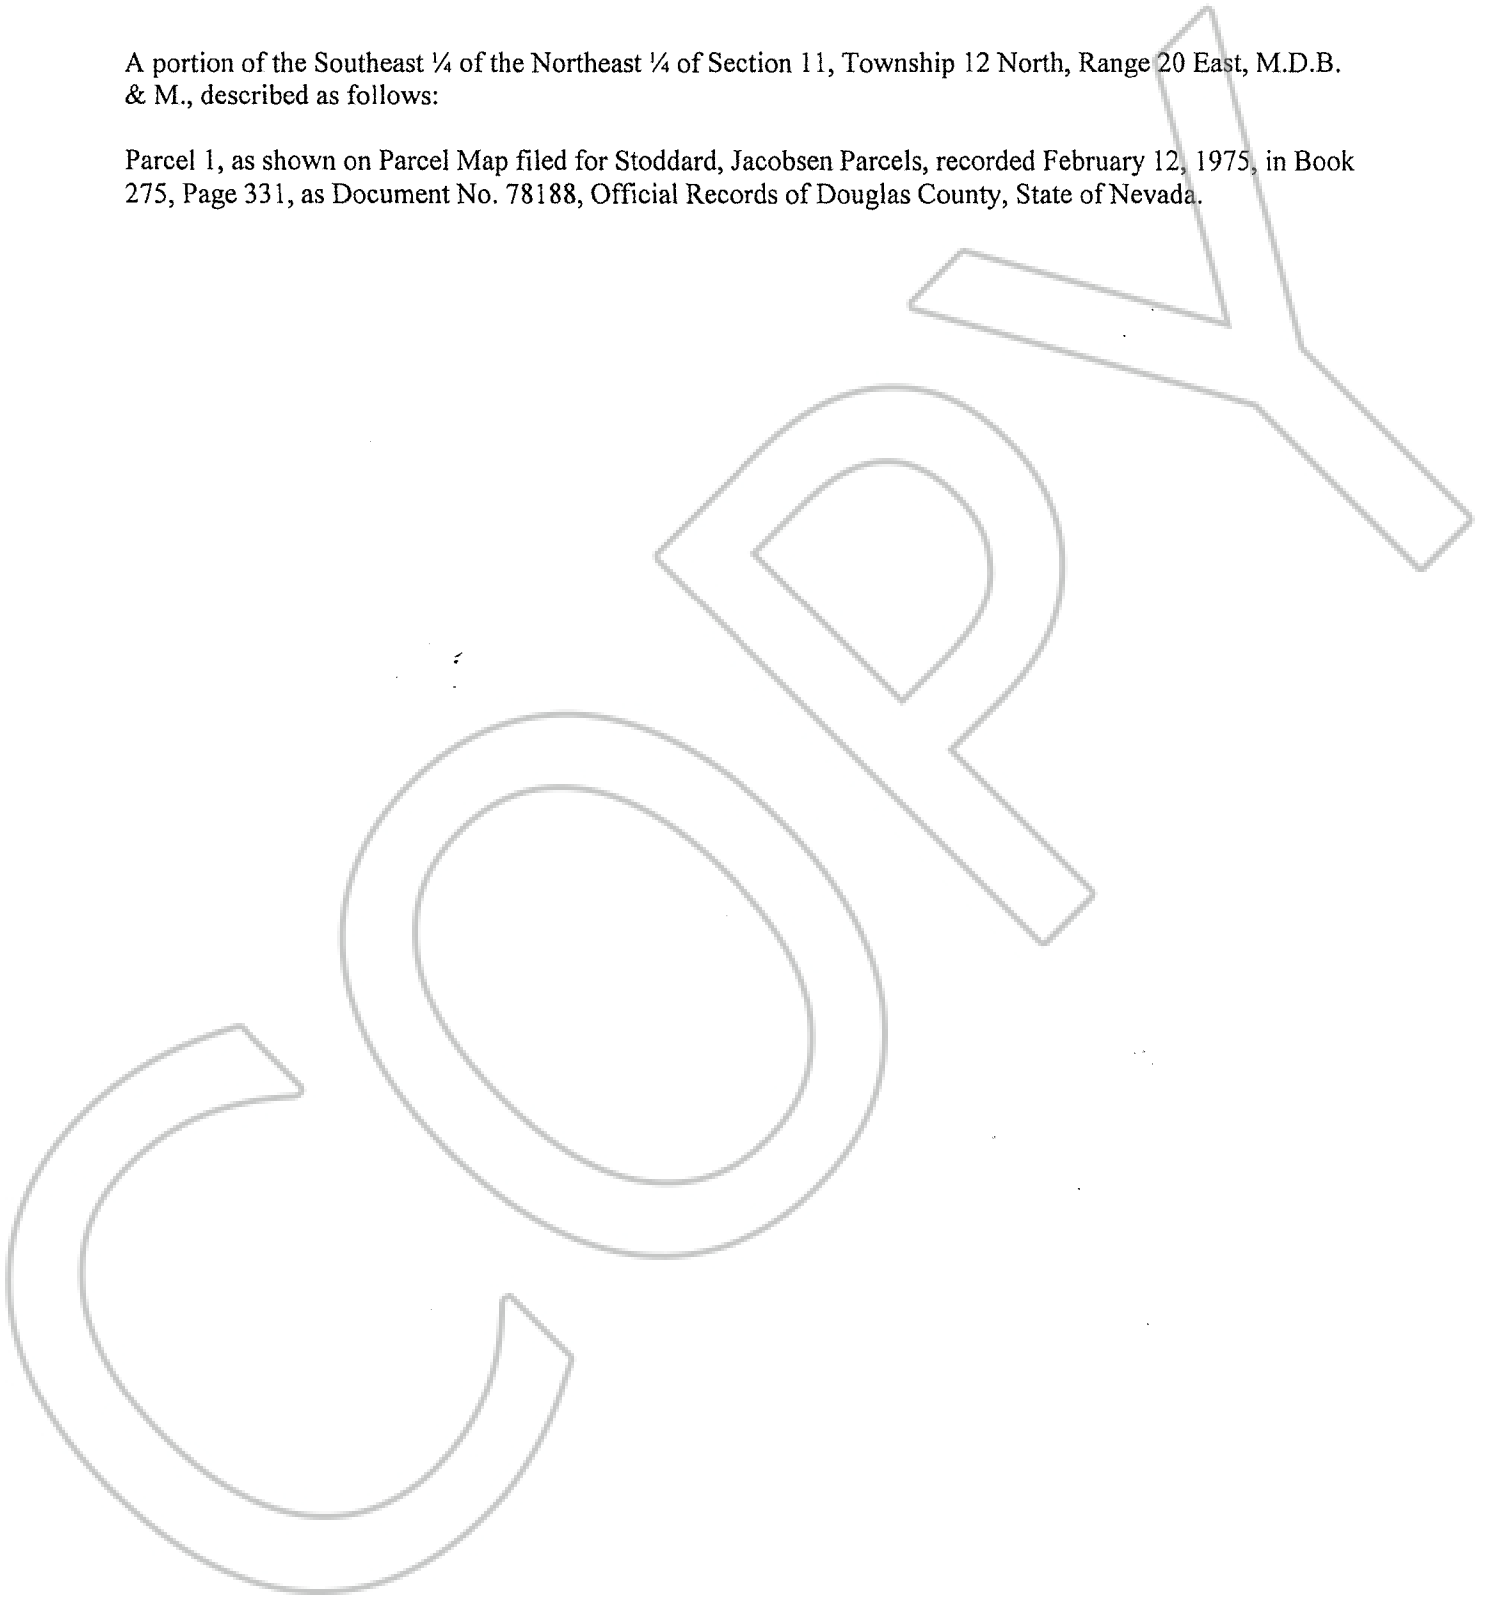 A portion of the Southeast ¼ of the Northeast ¼ of Section 11, Township 12 North, Range 20 East, M.D.B.
& M., described as follows:
Parcel 1, as shown on Parcel Map filed for Stoddard, Jacobsen Parcels, recorded February 12, 1975, in Book
275, Page 331, as Document No. 78188, Official Records of Douglas County, State of Nevada.
COPY